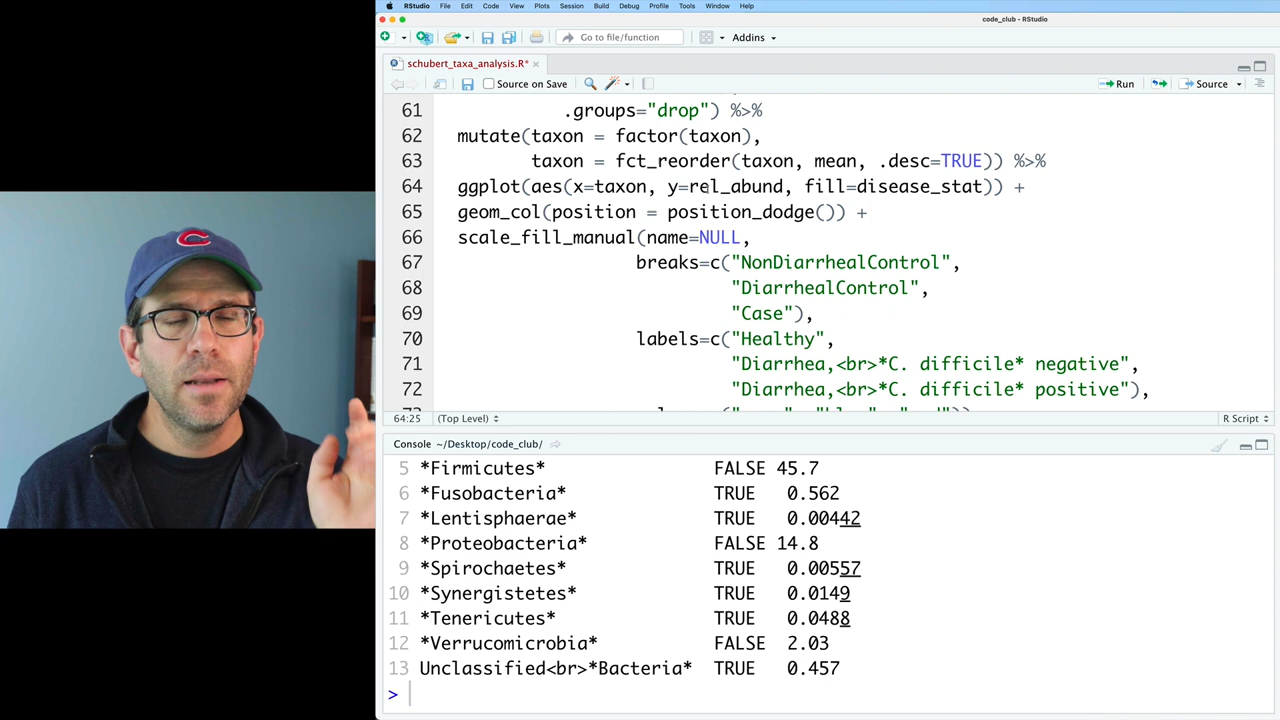 RStudio File Edit Code View Plots Session Build Debug Profile Tools Window Help
code_club - RStudio
Go to file/function
Addins
schubert_taxa_analysis.R*
Source on Save
Run
Source
61 .groups="drop") %>%
62 mutate(taxon = factor(taxon),
63 taxon = fct_reorder(taxon, mean, .desc=TRUE)) %>%
64 ggplot(aes(x=taxon, y=rel_abund, fill=disease_stat)) +
65 geom_col(position = position_dodge()) +
66 scale_fill_manual(name=NULL,
67 breaks=c("NonDiarrhealControl",
68 "DiarrhealControl",
69 "Case"),
70 labels=c("Healthy",
71 "Diarrhea,<br>*C. difficile* negative",
72 "Diarrhea,<br>*C. difficile* positive"),
64:25 (Top Level) R Script
Console ~/Desktop/code_club/
5 *Firmicutes* FALSE 45.7
6 *Fusobacteria* TRUE 0.562
7 *Lentisphaerae* TRUE 0.00442
8 *Proteobacteria* FALSE 14.8
9 *Spirochaetes* TRUE 0.00557
10 *Synergistetes* TRUE 0.0149
11 *Tenericutes* TRUE 0.0488
12 *Verrucomicrobia* FALSE 2.03
13 Unclassified<br>*Bacteria* TRUE 0.457
>